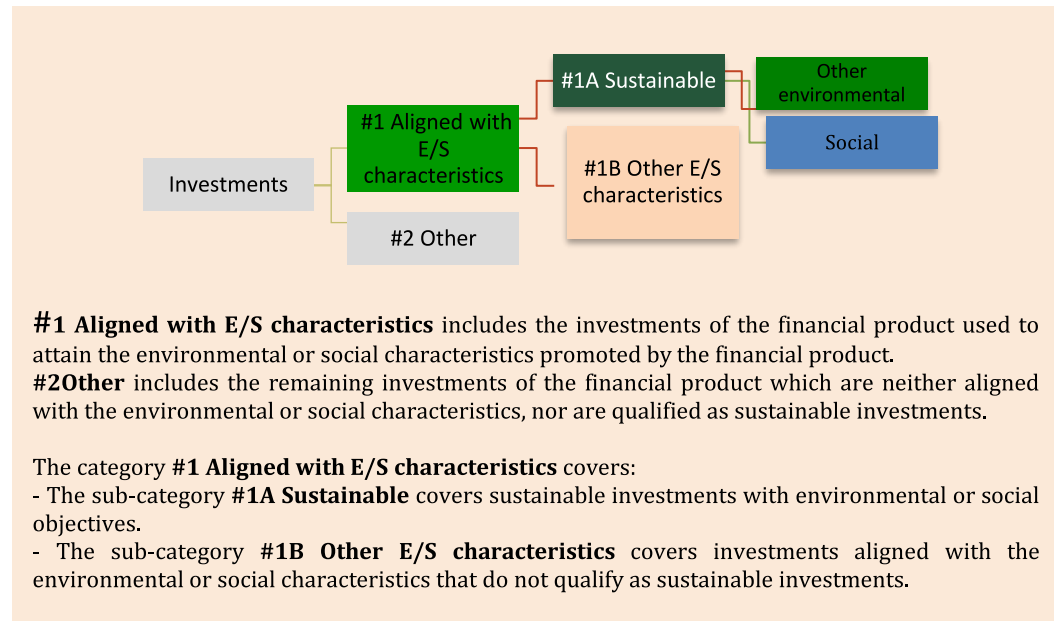 Investments
#1 Aligned with
E/S
characteristics
#2 Other
#1A Sustainable
#1B Other E/S
characteristics
Other
environmental
Social
#1 Aligned with E/S characteristics includes the investments of the financial product used to
attain the environmental or social characteristics promoted by the financial product.
#2Other includes the remaining investments of the financial product which are neither aligned
with the environmental or social characteristics, nor are qualified as sustainable investments.
The category #1 Aligned with E/S characteristics covers:
- The sub-category #1A Sustainable covers sustainable investments with environmental or social
objectives.
- The sub-category #1B Other E/S characteristics covers investments aligned with the
environmental or social characteristics that do not qualify as sustainable investments.